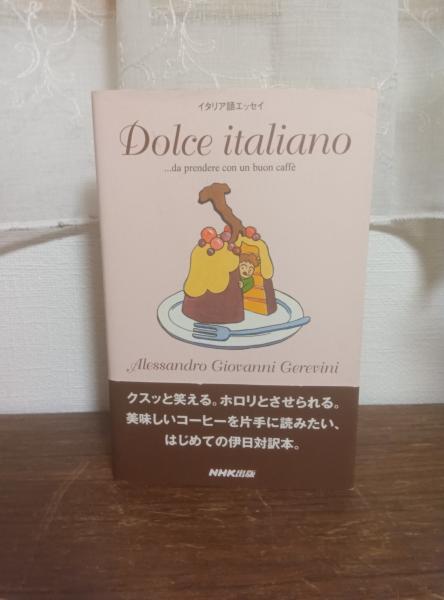 イタリア語エッセイ
Dolce italiano
...da prendere con un buon caffè
Alessandro Giovanni Gerevini
クスッと笑える。ホロリとさせられる。
美味しいコーヒーを片手に読みたい、
はじめての伊日対訳本。
NHK出版